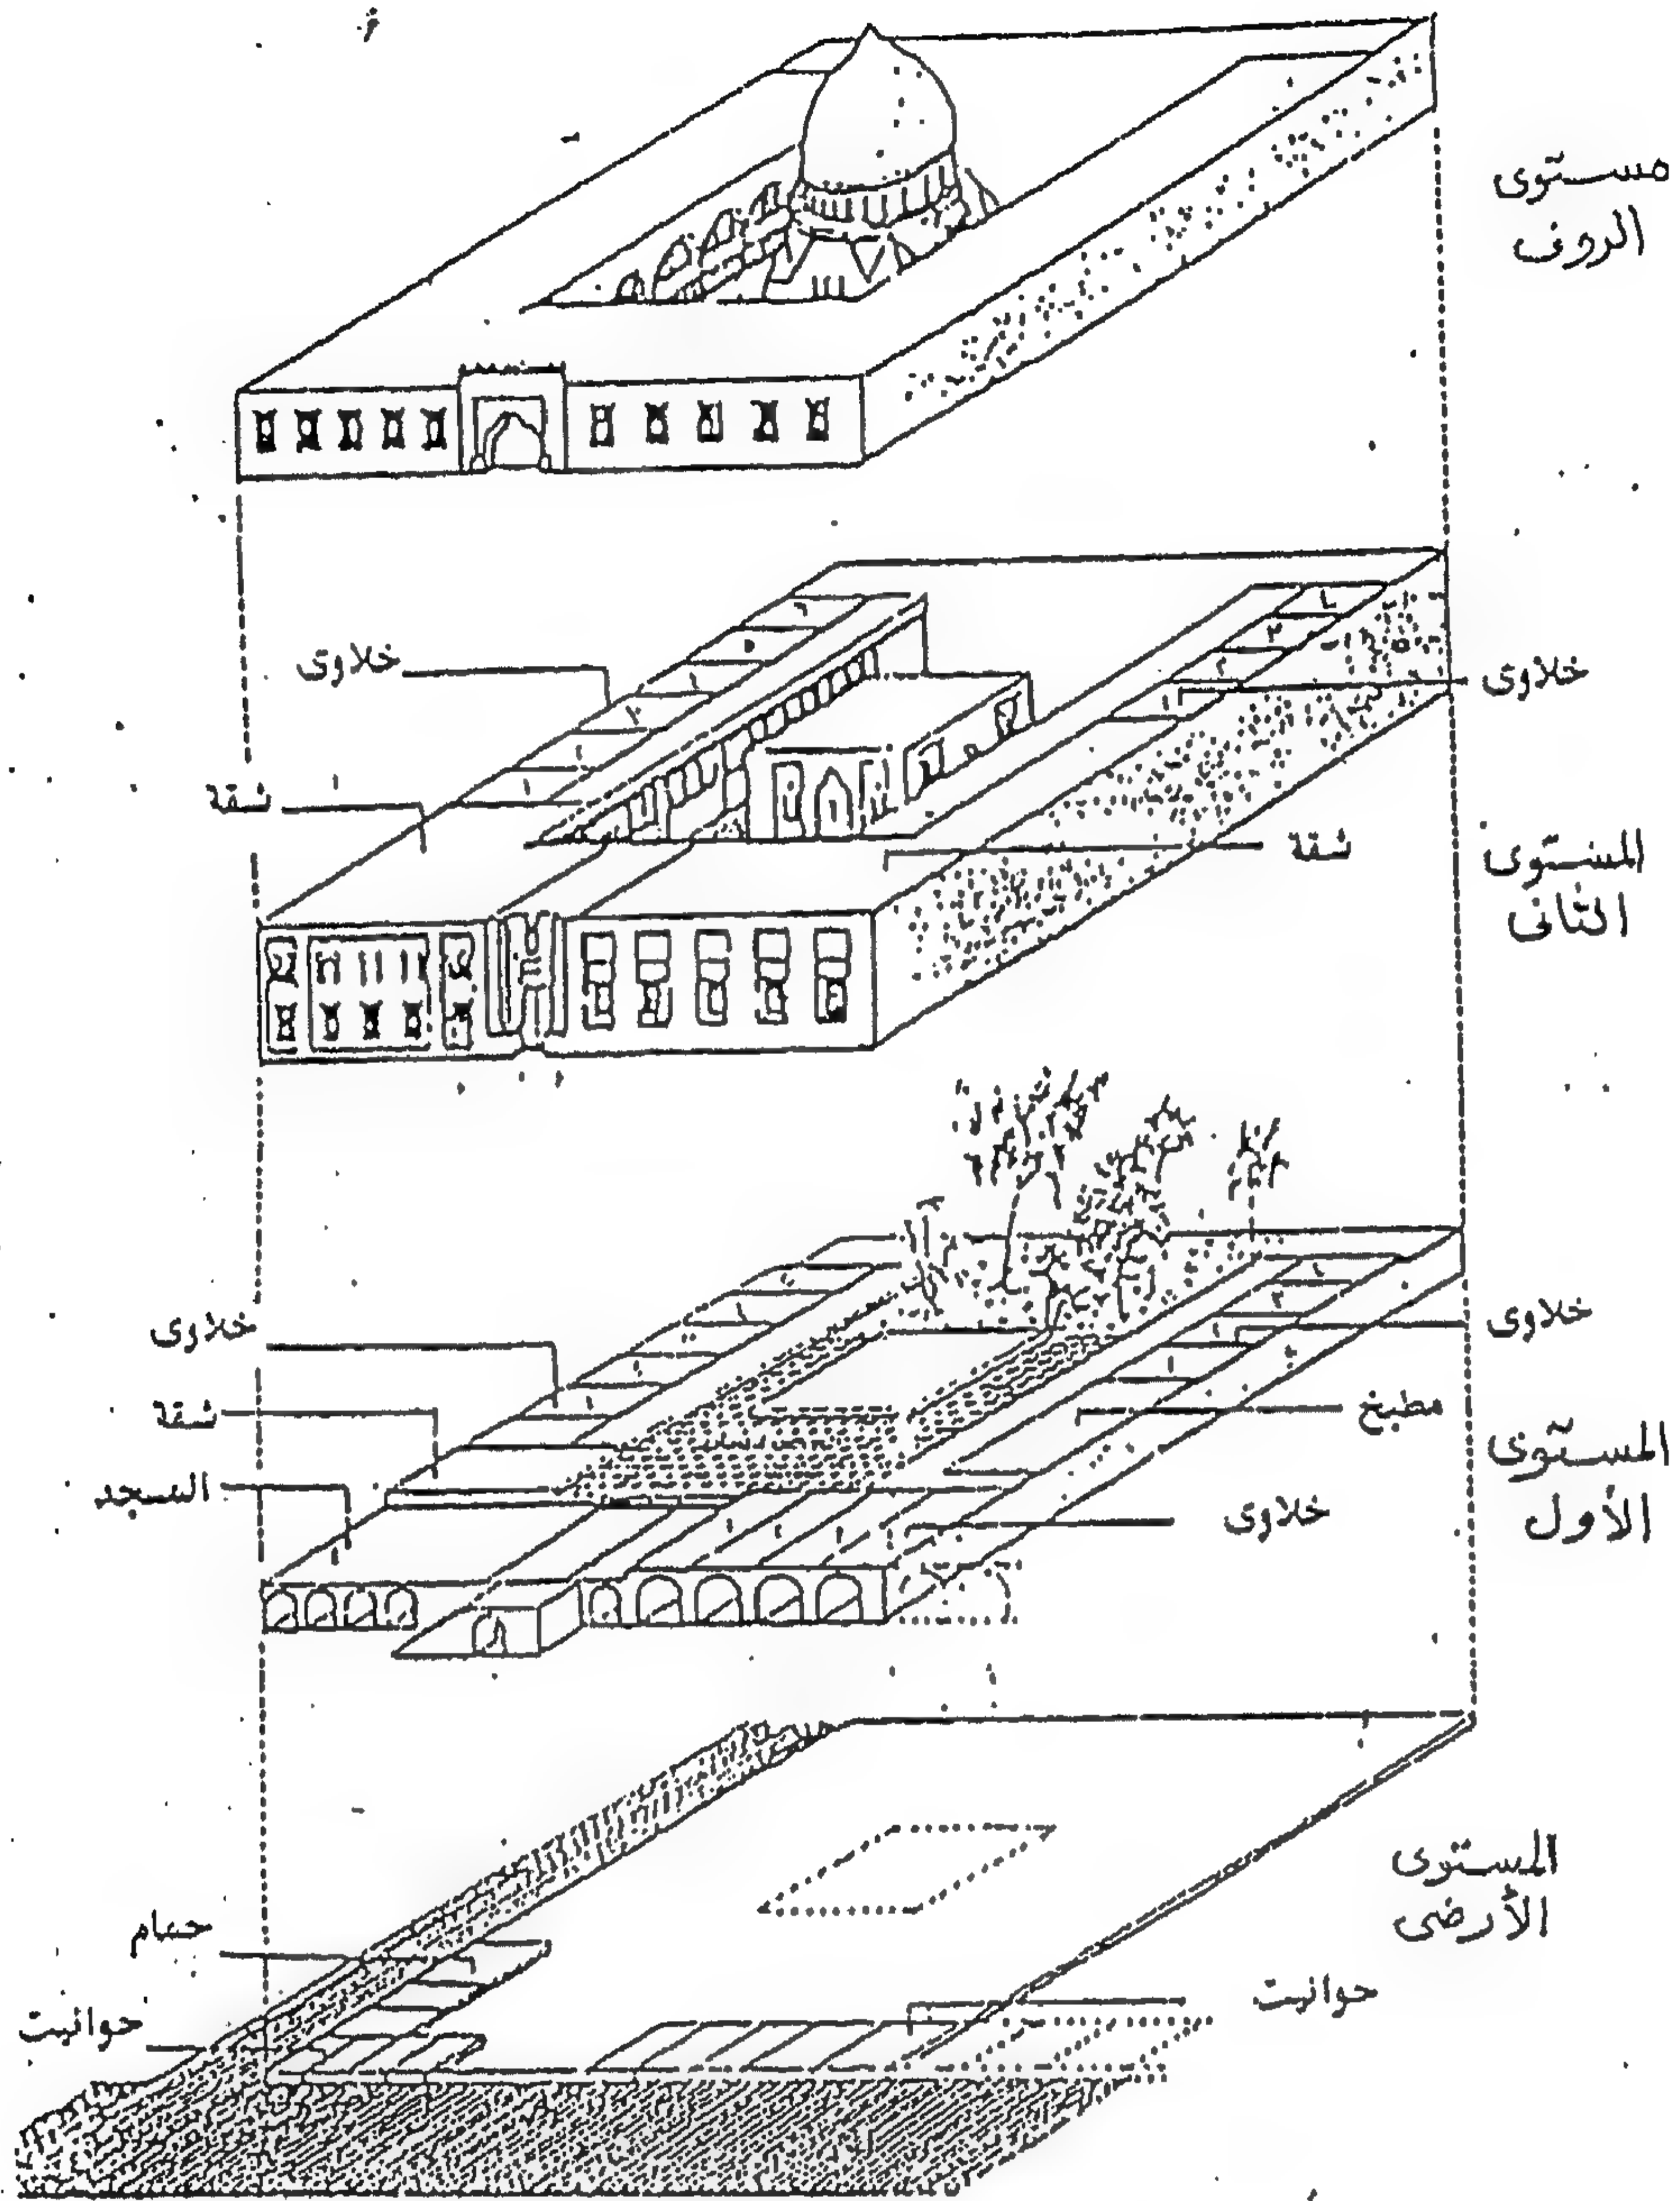 مستوى
الروف
خلاوى
خلاوى
شقة
شقة
المستوى
الثانى
خلاوى
خلاوى
شقة
مطبخ
المسجد
المستوى
الأول
خلاوى
المستوى
الأرضى
حمام
حوانيت
حوانيت